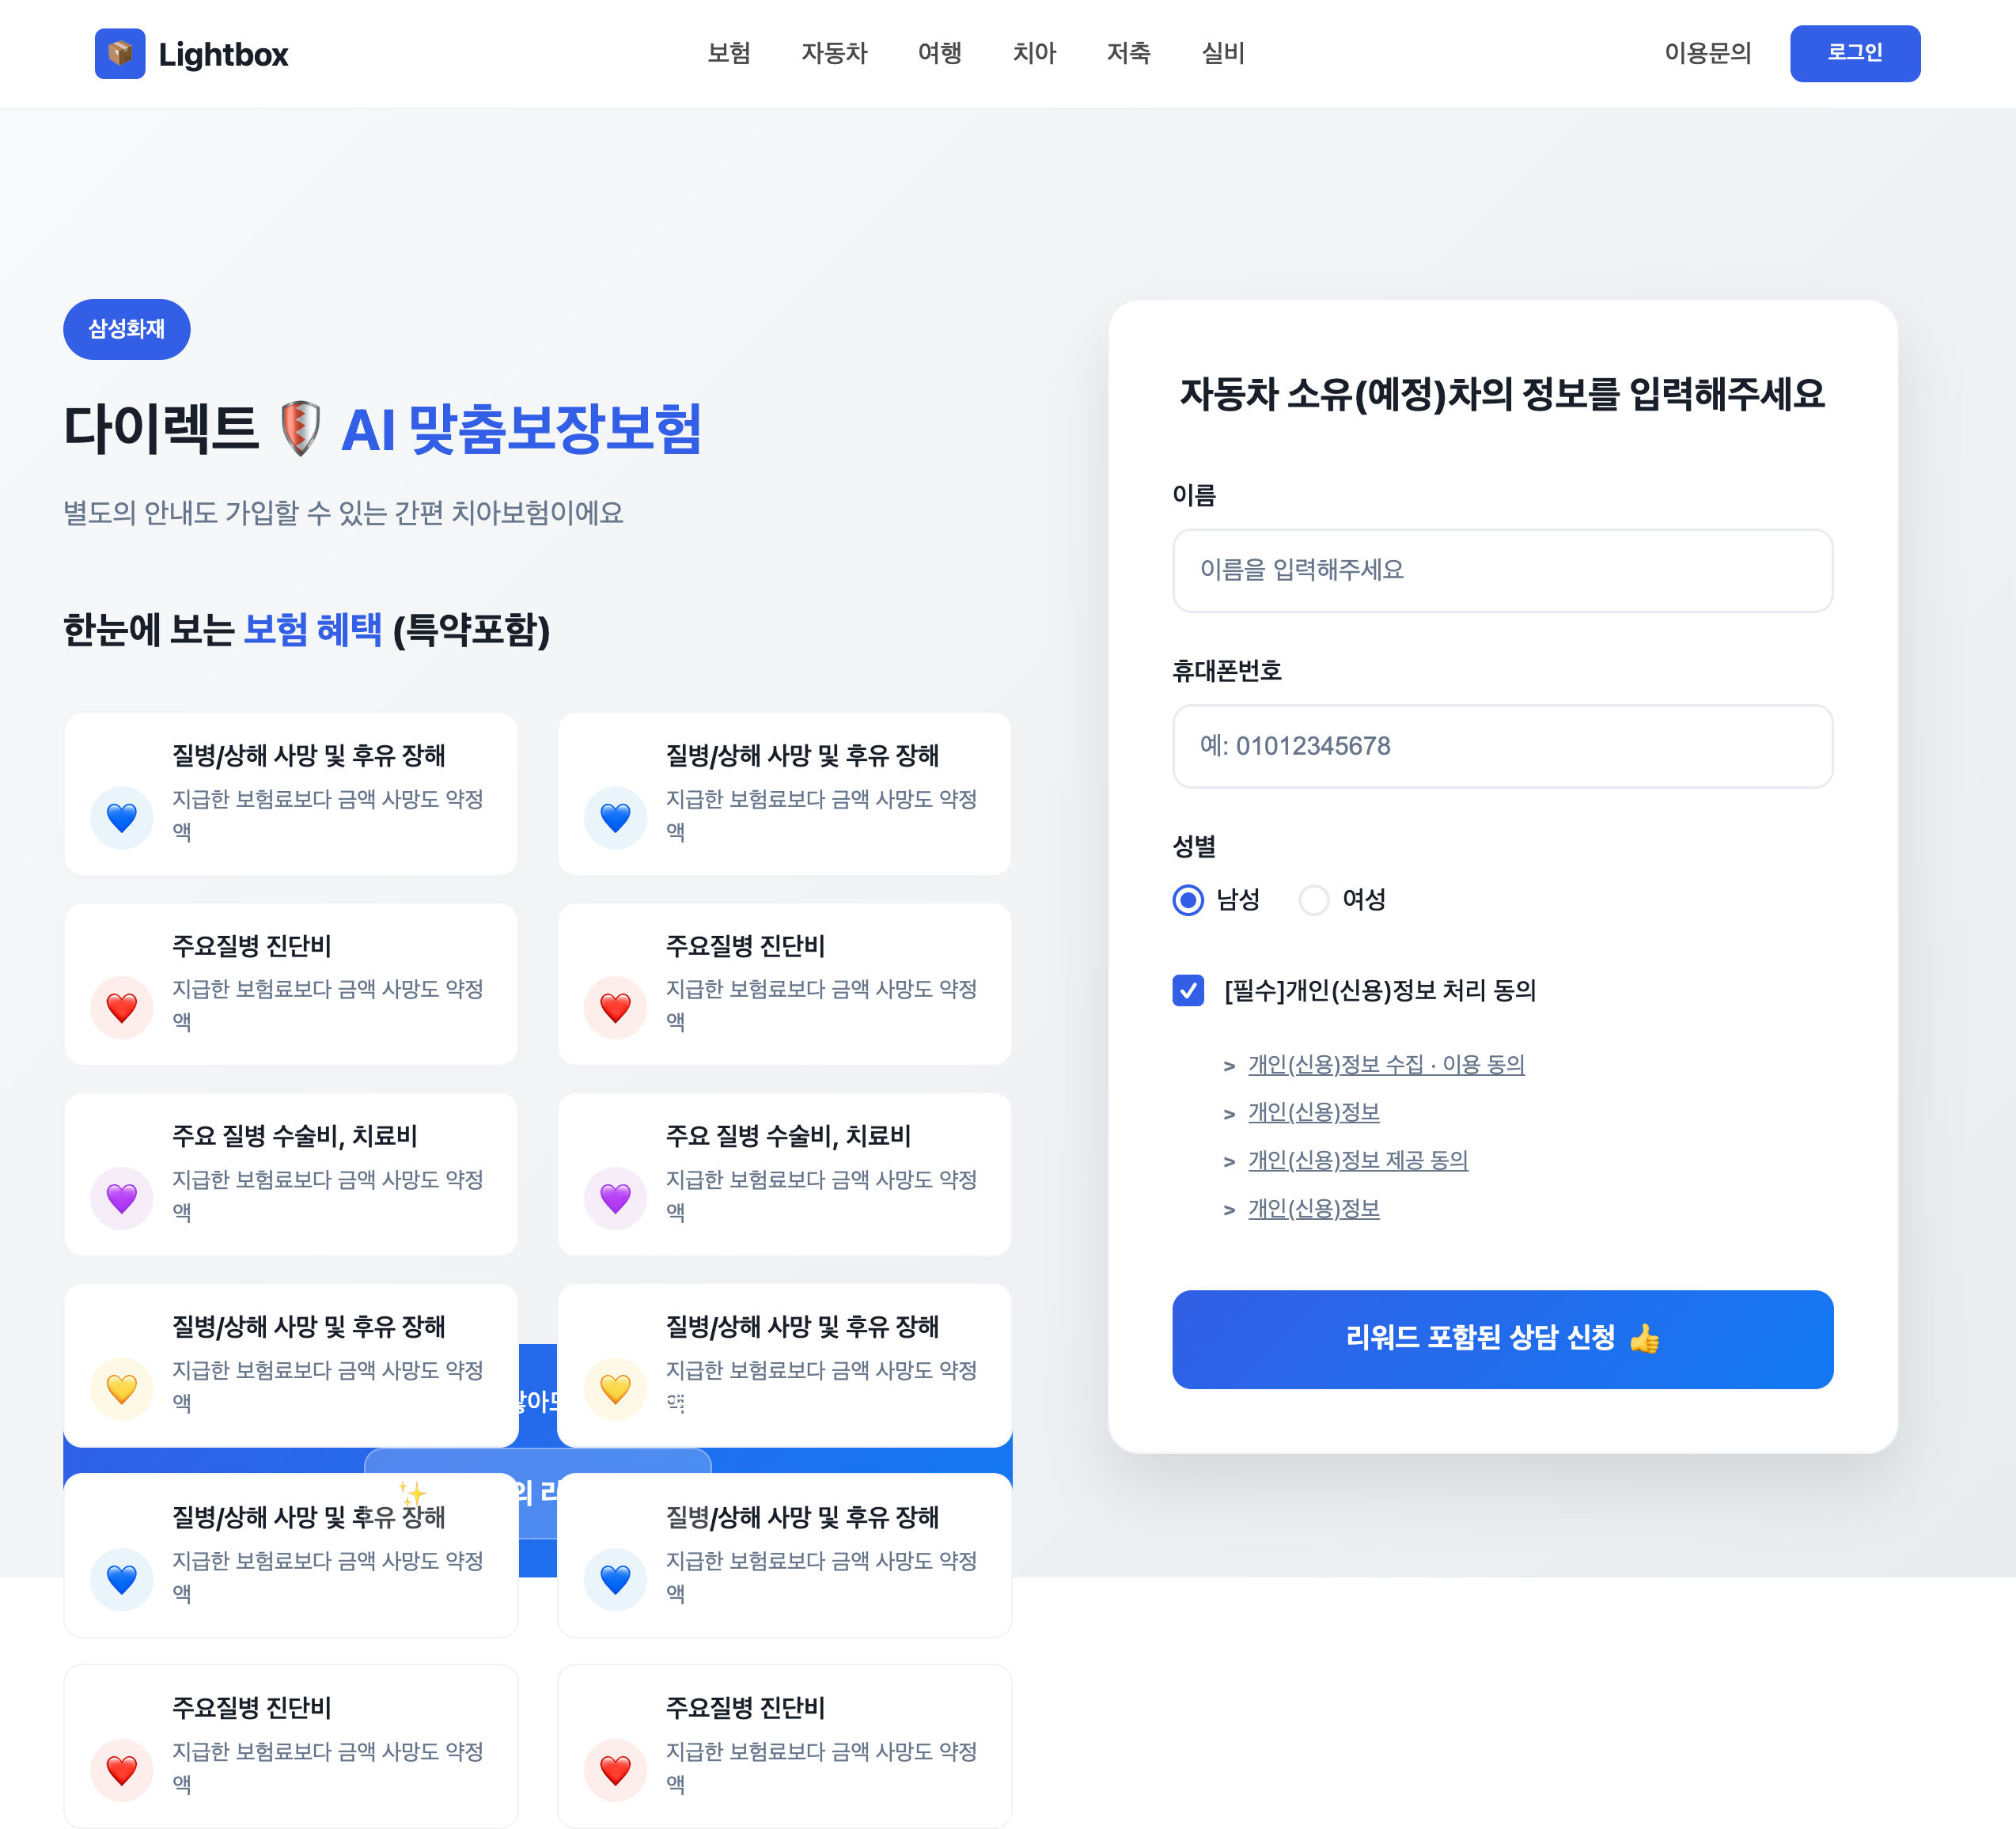 Lightbox
보험 자동차 여행 치아 저축 실비
이용문의 로그인
삼성화재
다이렉트 AI 맞춤보장보험
별도의 안내도 가입할 수 있는 간편 치아보험이에요
한눈에 보는 보험 혜택 (특약포함)
질병/상해 사망 및 후유 장해
지급한 보험료보다 금액 사망도 약정
액
질병/상해 사망 및 후유 장해
지급한 보험료보다 금액 사망도 약정
액
주요질병 진단비
지급한 보험료보다 금액 사망도 약정
액
주요질병 진단비
지급한 보험료보다 금액 사망도 약정
액
주요 질병 수술비, 치료비
지급한 보험료보다 금액 사망도 약정
액
주요 질병 수술비, 치료비
지급한 보험료보다 금액 사망도 약정
액
질병/상해 사망 및 후유 장해
지급한 보험료보다 금액 사망도 약정
액
질병/상해 사망 및 후유 장해
지급한 보험료보다 금액 사망도 약정
액
의
질병/상해 사망 및 후유 장해
지급한 보험료보다 금액 사망도 약정
액
질병/상해 사망 및 후유 장해
지급한 보험료보다 금액 사망도 약정
액
주요질병 진단비
지급한 보험료보다 금액 사망도 약정
액
주요질병 진단비
지급한 보험료보다 금액 사망도 약정
액
자동차 소유(예정)차의 정보를 입력해주세요
이름
이름을 입력해주세요
휴대폰번호
예: 01012345678
성별
남성 여성
[필수]개인(신용)정보 처리 동의
> 개인(신용)정보 수집 · 이용 동의
> 개인(신용)정보
> 개인(신용)정보 제공 동의
> 개인(신용)정보
리워드 포함된 상담 신청